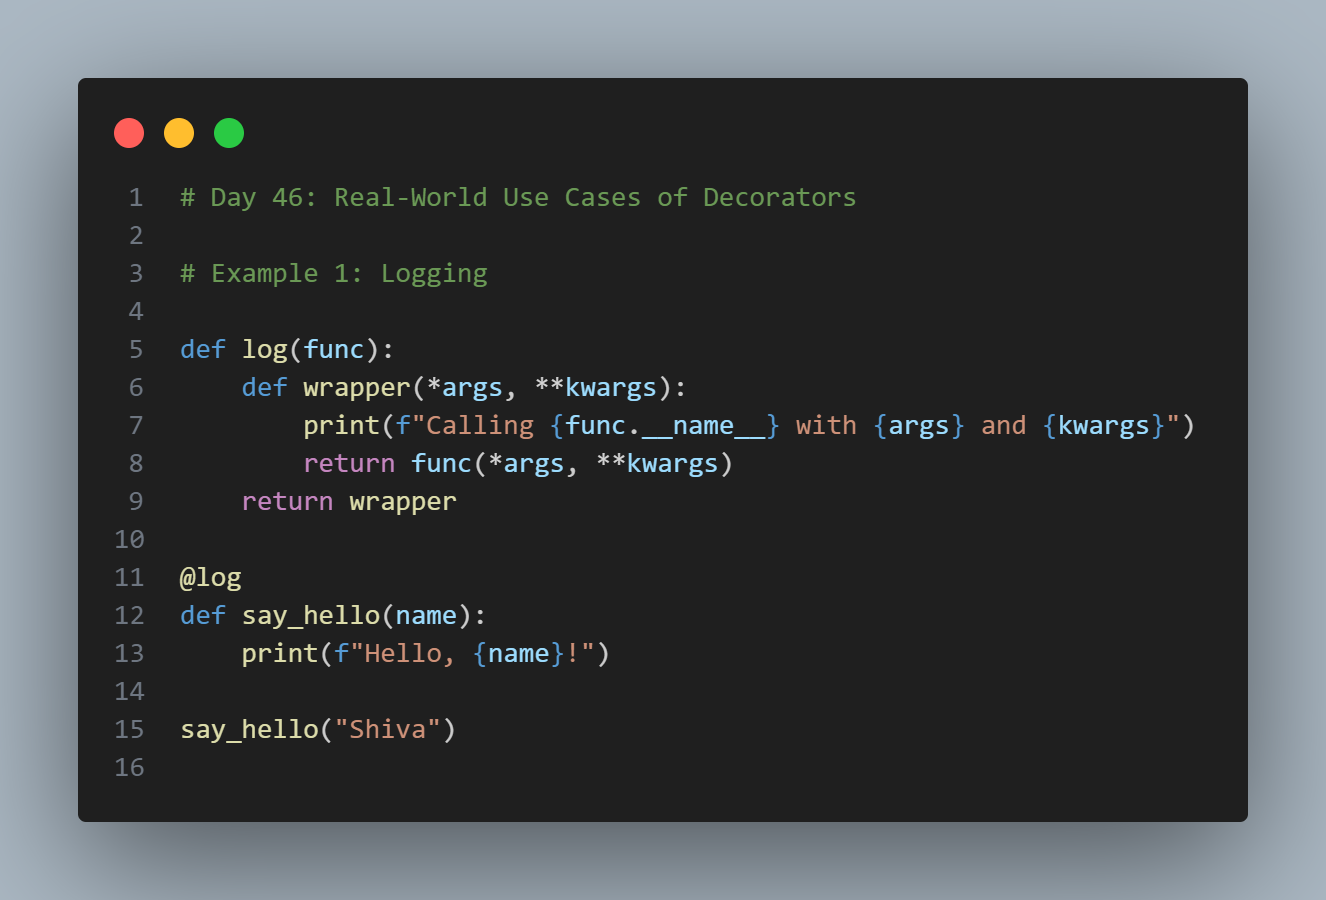 1 # Day 46: Real-World Use Cases of Decorators
2
3 # Example 1: Logging
4
5 def log(func):
6     def wrapper(*args, **kwargs):
7         print(f"Calling {func.__name__} with {args} and {kwargs}")
8         return func(*args, **kwargs)
9     return wrapper
10
11 @log
12 def say_hello(name):
13     print(f"Hello, {name}!")
14
15 say_hello("Shiva")
16